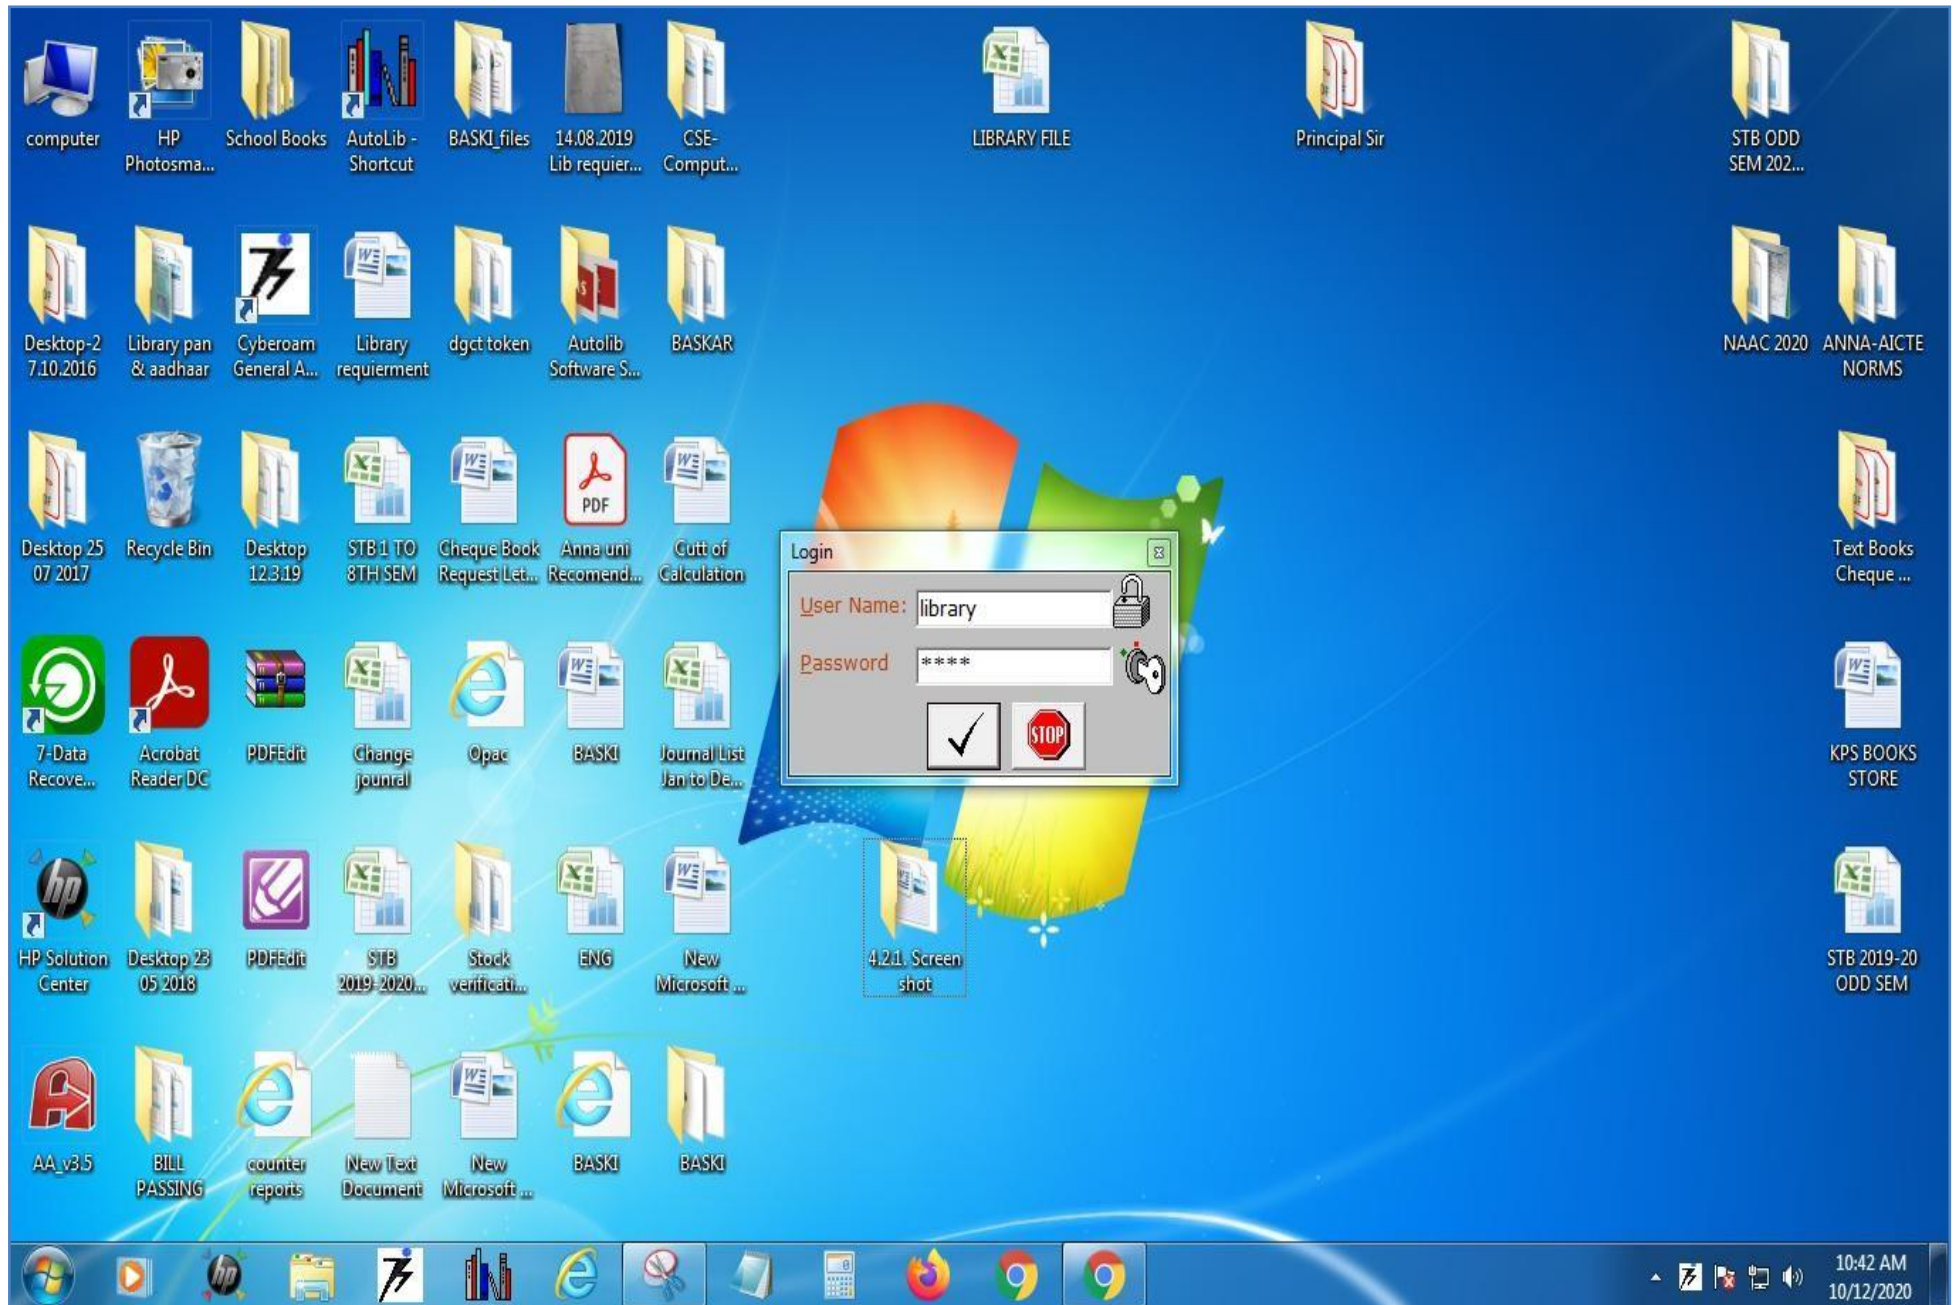 computer
HP
Photosma...
School Books
AutoLib -
Shortcut
BASKI_files
14.08.2019
Lib requier...
CSE-
Comput...
LIBRARY FILE
Principal Sir
STB ODD
SEM 202...
Desktop-2
7.10.2016
Library pan
& aadhaar
Cyberoam
General A...
Library
requierment
dgct token
Autolib
Software S...
BASKAR
NAAC 2020
ANNA-AICTE
NORMS
Desktop 25
07 2017
Recycle Bin
Desktop
12.3.19
STB 1 TO
8TH SEM
Cheque Book
Request Let...
PDF
Anna uni
Recomend...
Cutt of
Calculation
Text Books
Cheque ...
Login
User Name:
library
Password
****
STOP
7-Data
Recove...
Acrobat
Reader DC
PDFEdit
Change
jounral
Opac
BASKI
Journal List
Jan to De...
KPS BOOKS
STORE
HP Solution
Center
Desktop 23
05 2018
PDFEdit
STB
2019-2020...
Stock
verificati...
ENG
New
Microsoft ...
4.2.1. Screen
shot
STB 2019-20
ODD SEM
AA_v3.5
BILL
PASSING
counter
reports
New Text
Document
New
Microsoft ...
BASKI
BASKI
10:42 AM
10/12/2020